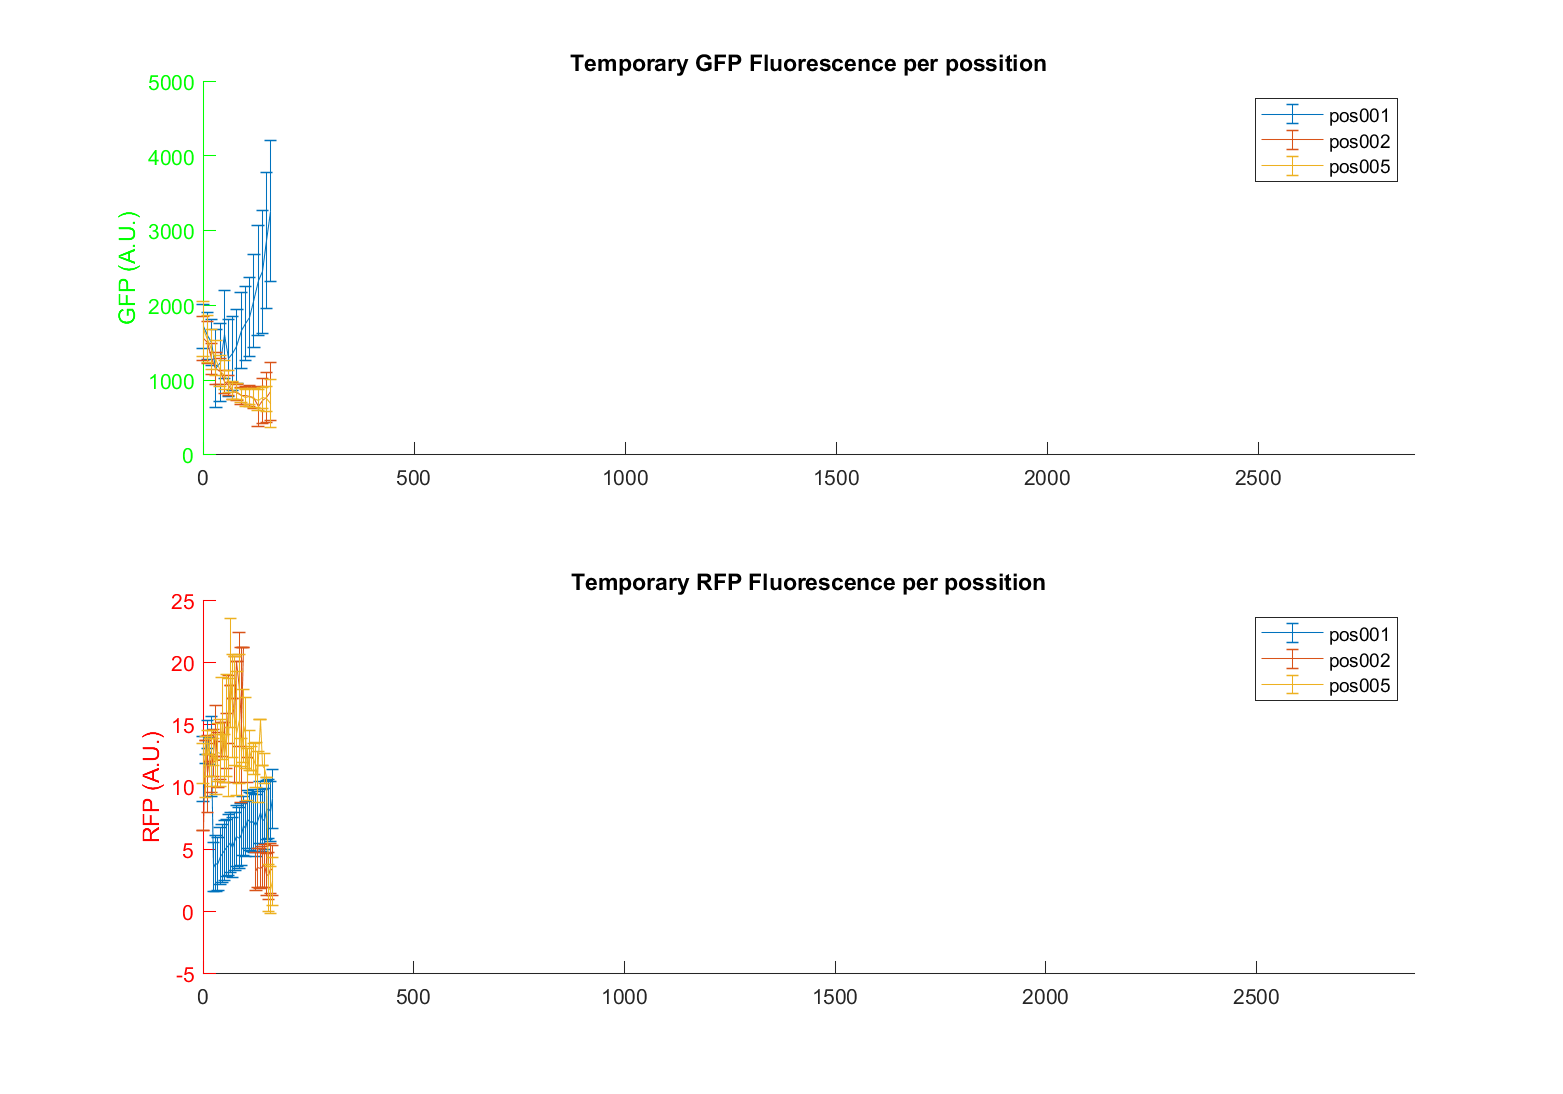 Temporary GFP Fluorescence per possition
GFP (A.U.)
5000
4000
3000
2000
1000
0
0 500 1000 1500 2000 2500
pos001
pos002
pos005
Temporary RFP Fluorescence per possition
RFP (A.U.)
25
20
15
10
5
0
-5
0 500 1000 1500 2000 2500
pos001
pos002
pos005